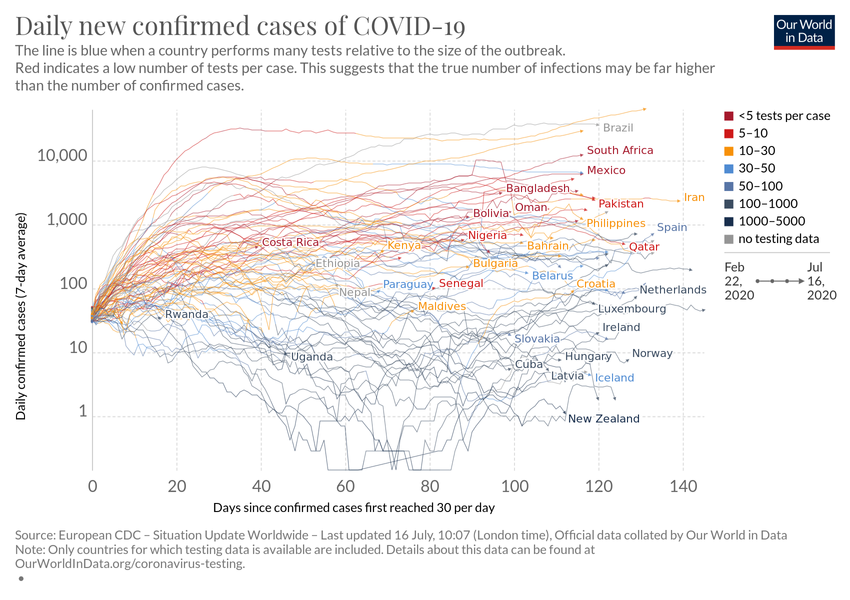 Daily new confirmed cases of COVID-19
Our World
in Data
The line is blue when a country performs many tests relative to the size of the outbreak.
Red indicates a low number of tests per case. This suggests that the true number of infections may be far higher
than the number of confirmed cases.
<5 tests per case
5–10
10–30
30–50
50–100
100–1000
1000–5000
no testing data
Feb
22,
2020
Jul
16,
2020
Daily confirmed cases (7-day average)
10,000
1,000
100
10
1
Brazil
South Africa
Mexico
Bangladesh
Iran
Oman
Pakistan
Bolivia
Philippines
Spain
Nigeria
Costa Rica
Kenya
Bahrain
Qatar
Ethiopia
Bulgaria
Belarus
Paraguay
Senegal
Croatia
Nepal
Netherlands
Maldives
Luxembourg
Rwanda
Ireland
Slovakia
Uganda
Hungary
Norway
Cuba
Latvia
Iceland
New Zealand
0
20
40
60
80
100
120
140
Days since confirmed cases first reached 30 per day
Source: European CDC – Situation Update Worldwide – Last updated 16 July, 10:07 (London time), Official data collated by Our World in Data
Note: Only countries for which testing data is available are included. Details about this data can be found at
OurWorldInData.org/coronavirus-testing.